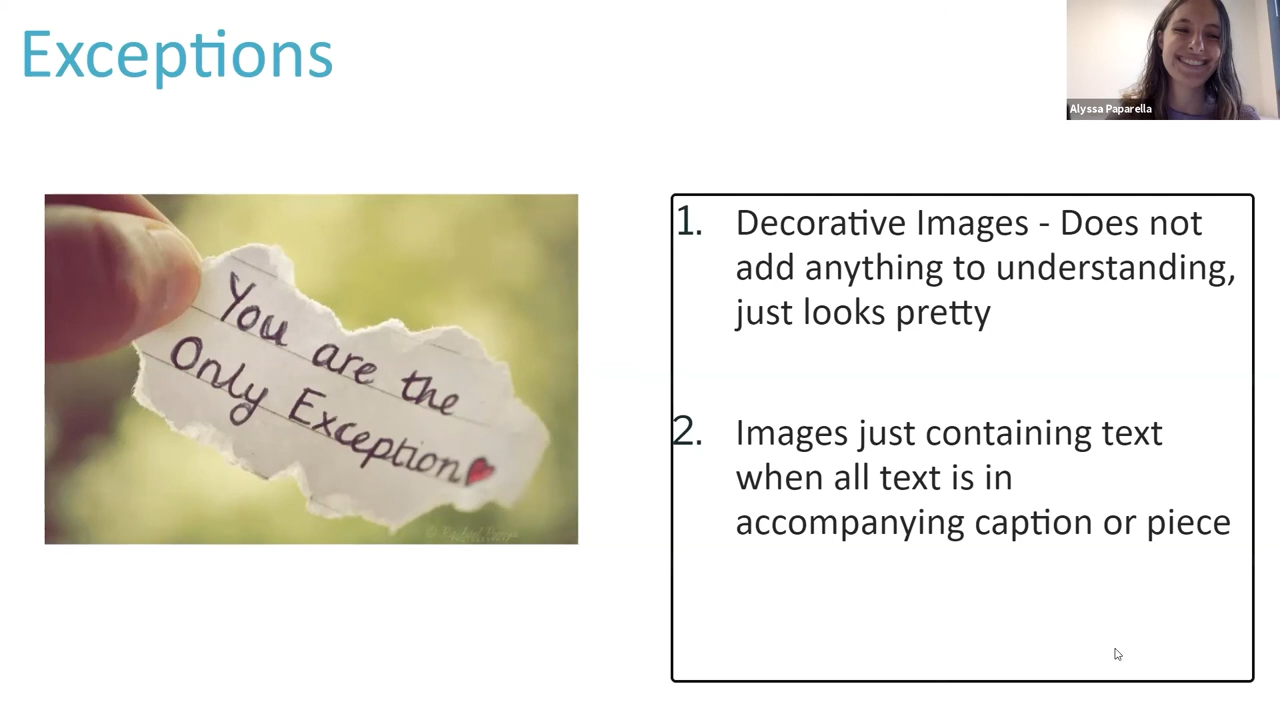 Exceptions
Alyssa Paparella
You are the
Only Exception
1. Decorative Images - Does not
add anything to understanding,
just looks pretty
2. Images just containing text
when all text is in
accompanying caption or piece